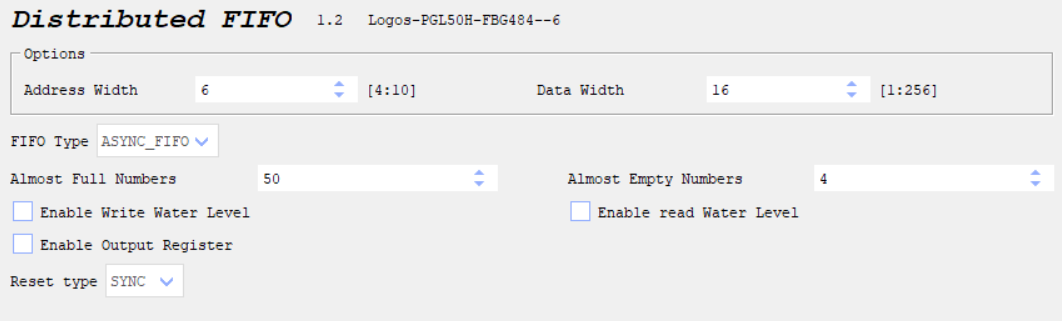 Distributed FIFO 1.2 Logos-PGL50H-FBG484--6
Options
Address Width 6 [4:10] Data Width 16 [1:256]
FIFO Type ASYNC_FIFO
Almost Full Numbers 50 Almost Empty Numbers 4
Enable Write Water Level Enable read Water Level
Enable Output Register
Reset type SYNC